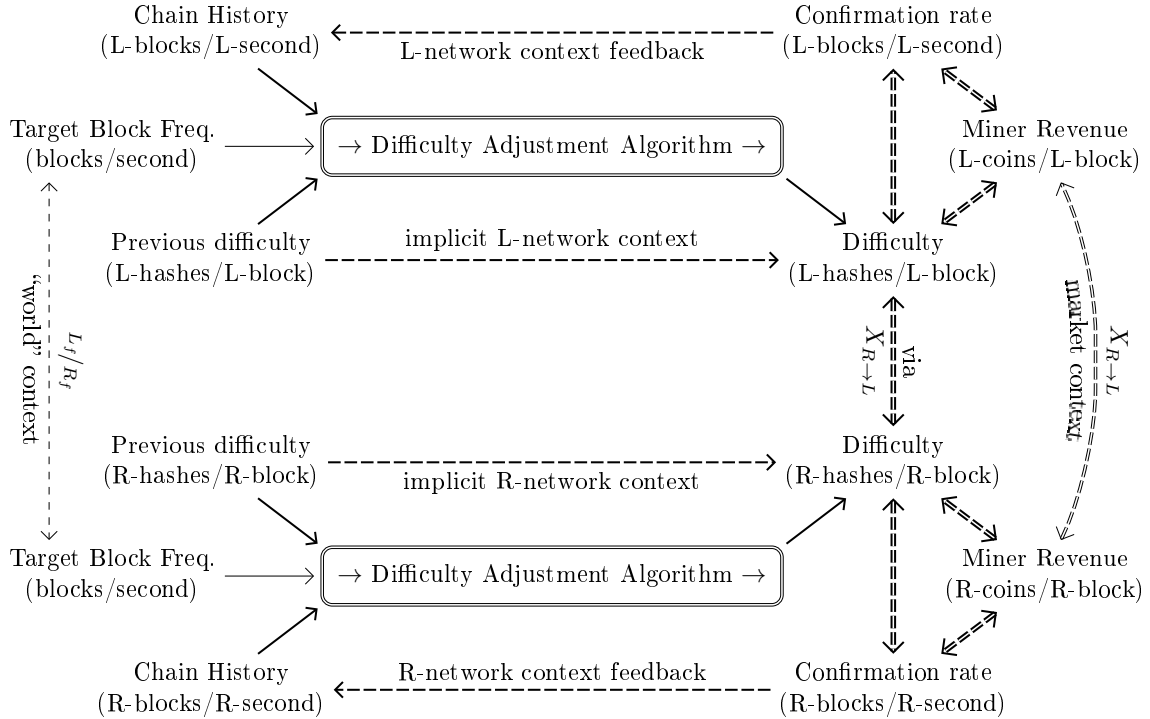 Chain History
(L-blocks/L-second)
Confirmation rate
(L-blocks/L-second)
L-network context feedback
Target Block Freq.
(blocks/second)
→ Difficulty Adjustment Algorithm →
Miner Revenue
(L-coins/L-block)
Previous difficulty
(L-hashes/L-block)
implicit L-network context
Difficulty
(L-hashes/L-block)
"world" context
L_f/R_f
X_{R→L}
via
market context
X_{R→L}
Previous difficulty
(R-hashes/R-block)
implicit R-network context
Difficulty
(R-hashes/R-block)
Target Block Freq.
(blocks/second)
→ Difficulty Adjustment Algorithm →
Miner Revenue
(R-coins/R-block)
Chain History
(R-blocks/R-second)
R-network context feedback
Confirmation rate
(R-blocks/R-second)